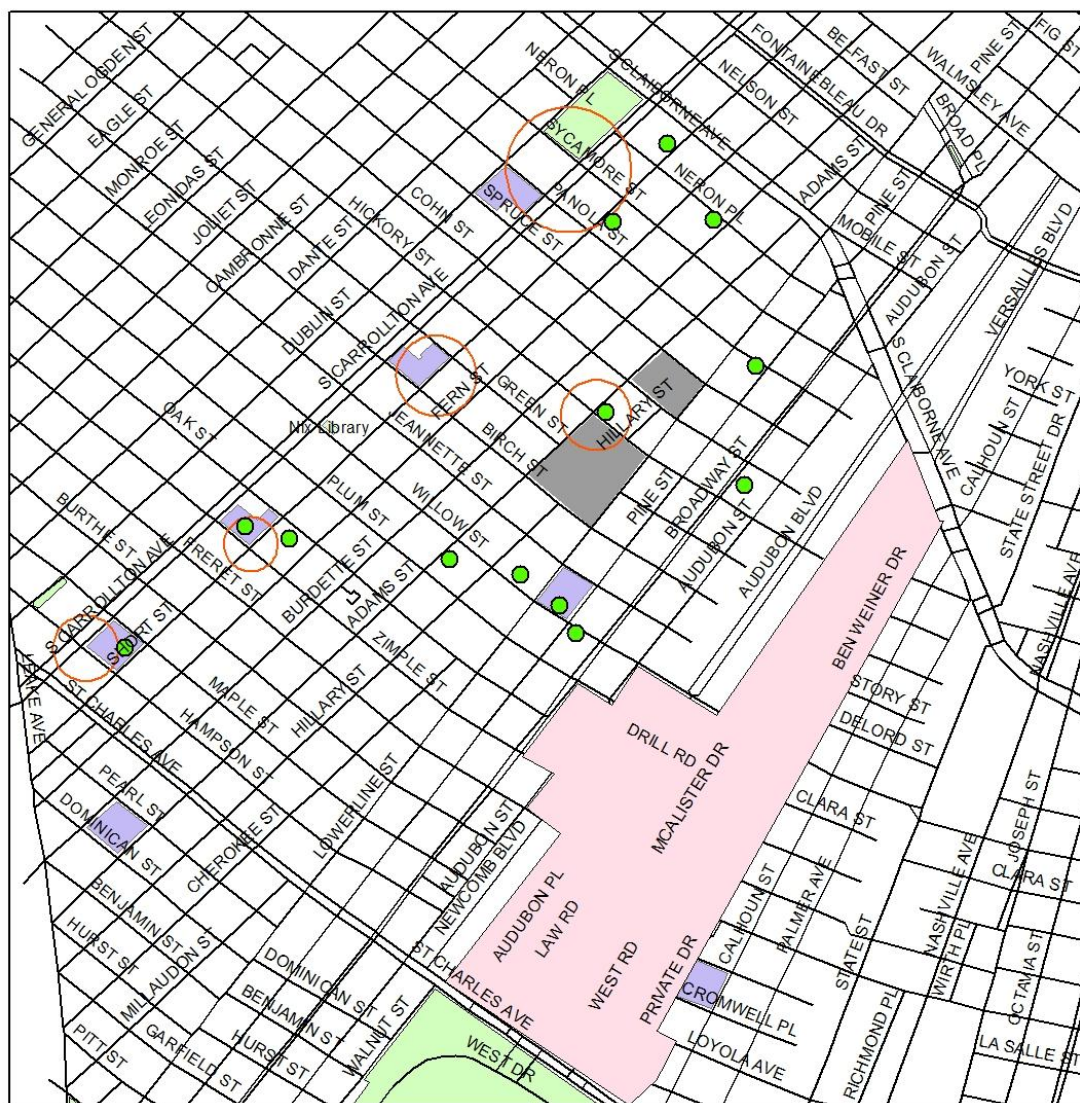 GENERAL OGDEN ST
EAGLE ST
MONROE ST
LEONIDAS ST
JOLIET ST
CAMBRONNE ST
DANTE ST
DUBLIN ST
HICKORY ST
COHN ST
S CARROLLTON AVE
NERON PL
S CLAIBORNE AVE
SYCAMORE ST
SPRUCE ST
PANOLA ST
NERON PL
NELSON ST
FONTAINEBLEAU DR
BELFAST ST
WALMSLEY AVE
PINE ST
FIG ST
BROAD PL
ADAMS ST
PINE ST
MOBILE ST
AUDUBON ST
VERSAILLES BLVD
S CLAIBORNE AVE
YORK ST
CALHOUN ST
STATE STREET DR
NASHVILLE AVE
OAK ST
Nix Library
FERN ST
GREEN ST
JEANNETTE ST
BIRCH ST
HILLARY ST
PINE ST
BROADWAY ST
AUDUBON ST
AUDUBON BLVD
BURTHE ST
PLUM ST
WILLOW ST
FRERET ST
BURDETTE ST
ADAMS ST
S CARROLLTON AVE
SHORT ST
ZIMPLE ST
LEAKE AVE
ST CHARLES AVE
MAPLE ST
HILLARY ST
HAMPSON ST
PEARL ST
DOMINICAN ST
CHEROKEE ST
LOWERLINE ST
BEN WEINER DR
DRILL RD
MCALISTER DR
STORY ST
DELORD ST
CLARA ST
JOSEPH ST
CLARA ST
AUDUBON ST
NEWCOMB BLVD
AUDUBON PL
LAW RD
WEST RD
PRIVATE DR
CALHOUN ST
PALMER AVE
STATE ST
NASHVILLE AVE
WIRTH PL
OCTAVIA ST
BENJAMIN ST
HURST ST
MILLAUDON S
PITT ST
GARFIELD ST
DOMINICAN ST
BENJAMIN ST
HURST ST
WALNUT ST
ST CHARLES AVE
WEST DR
CROMWELL PL
LOYOLA AVE
RICHMOND PL
LA SALLE ST